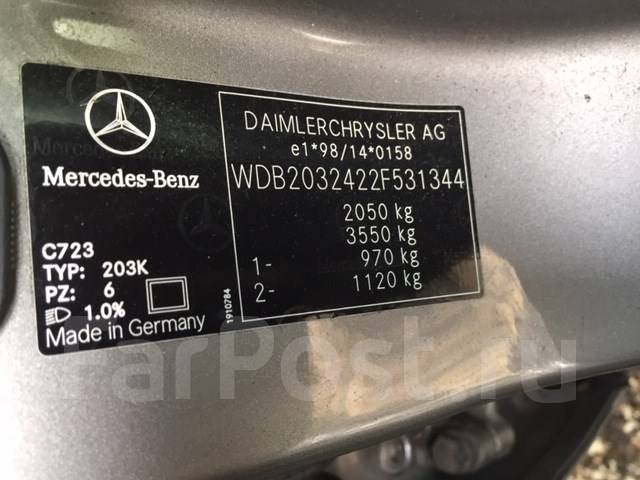 Mercedes-Benz
C723
TYP: 203K
PZ: 6
1.0%
Made in Germany
1910784
DAIMLERCHRYSLER AG
e1*98/14*0158
WDB2032422F531344
2050 kg
3550 kg
1- 970 kg
2- 1120 kg
FarPost.ru